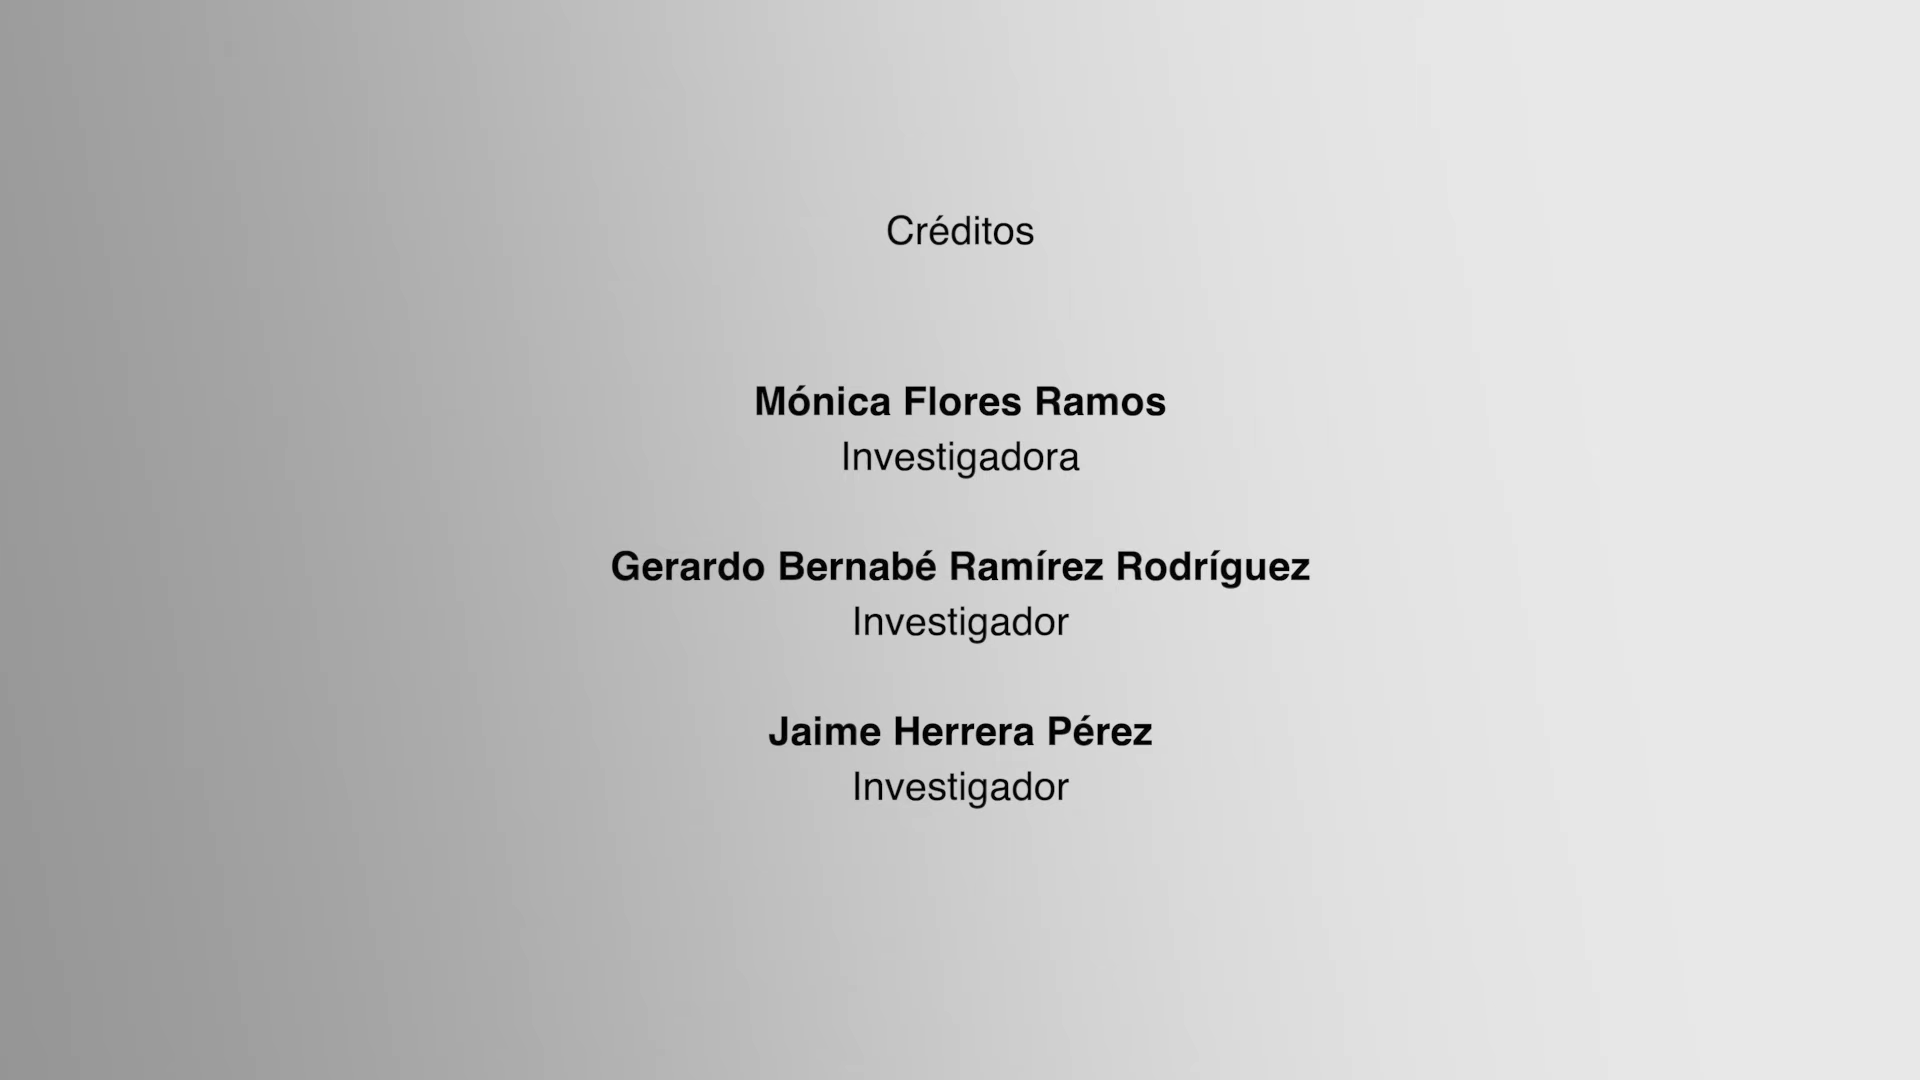 Créditos
Mónica Flores Ramos
Investigadora
Gerardo Bernabé Ramírez Rodríguez
Investigador
Jaime Herrera Pérez
Investigador